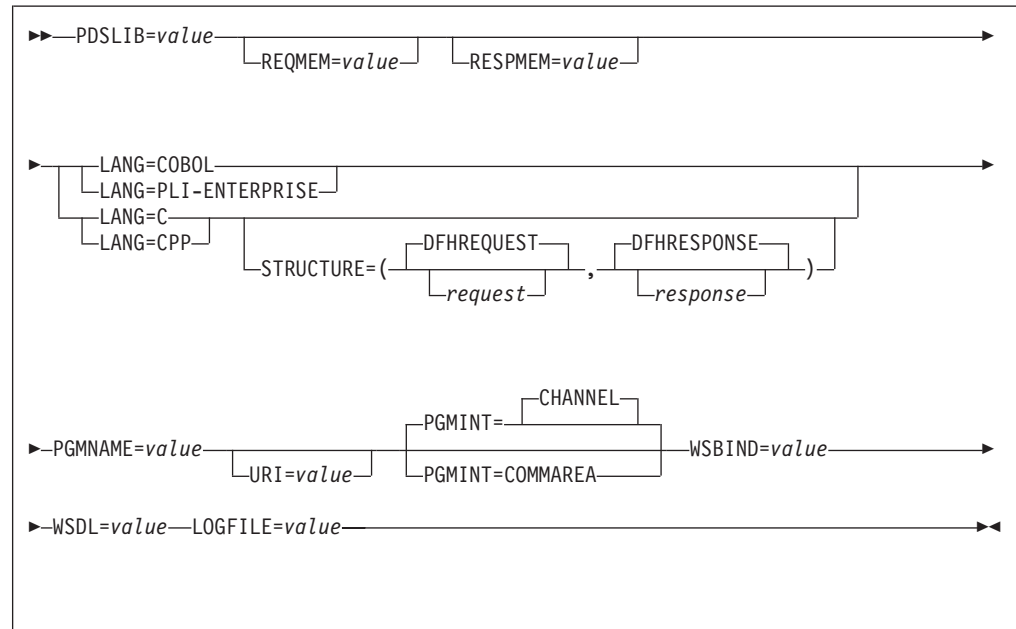 PDSLIB=value
REQMEM=value RESPMEM=value
LANG=COBOL
LANG=PLI-ENTERPRISE
LANG=C
LANG=CPP
DFHREQUEST DFHRESPONSE
STRUCTURE=( , )
request response
CHANNEL
PGMINT=
PGMNAME=value WSBIND=value
URI=value PGMINT=COMMAREA
WSDL=value LOGFILE=value